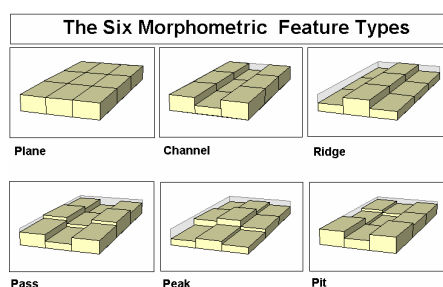 The Six Morphometric Feature Types
Plane
Channel
Ridge
Pass
Peak
Pit